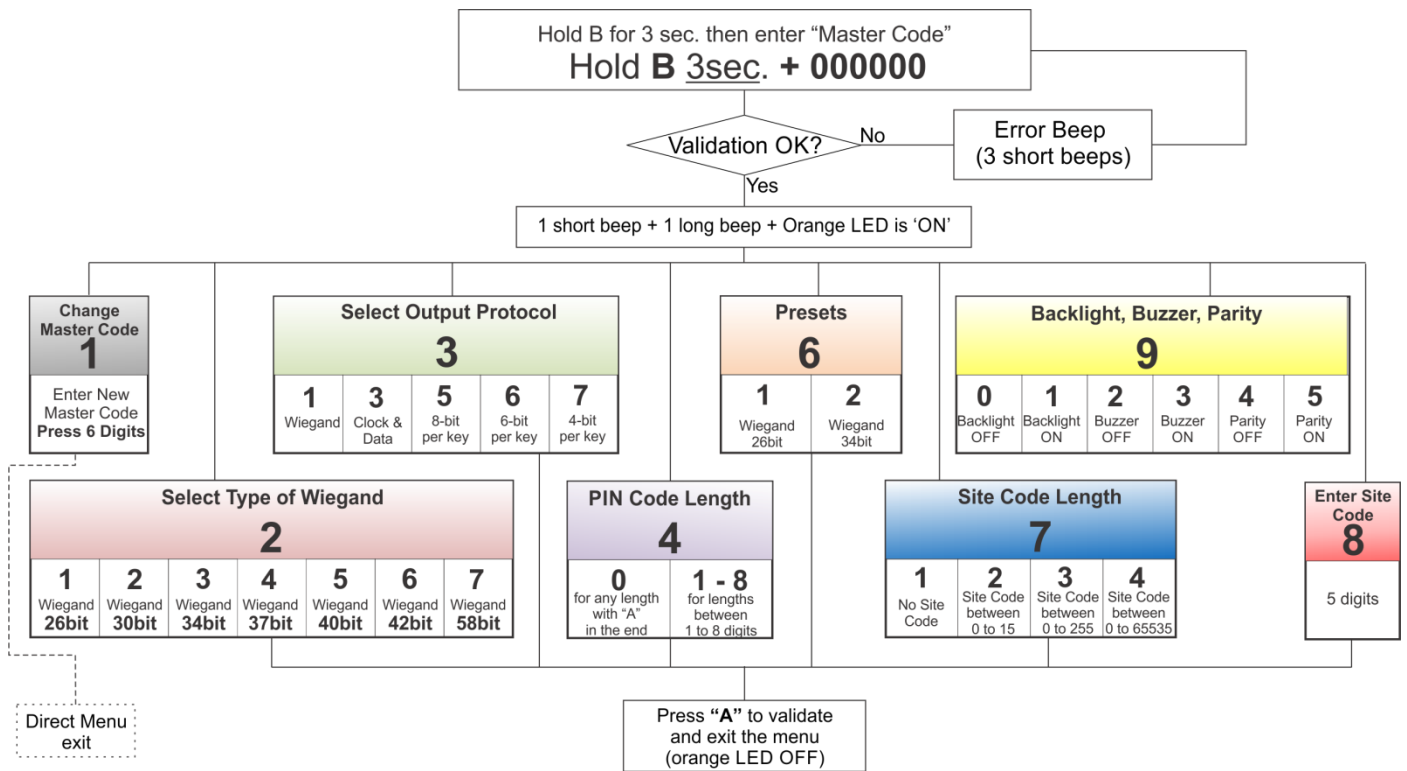 Hold B for 3 sec. then enter “Master Code”
Hold B 3sec. + 000000
Validation OK?
No
Error Beep
(3 short beeps)
Yes
1 short beep + 1 long beep + Orange LED is ‘ON’
Change
Master Code
1
Enter New
Master Code
Press 6 Digits
Select Output Protocol
3
1
Wiegand
3
Clock &
Data
5
8-bit
per key
6
6-bit
per key
7
4-bit
per key
Presets
6
1
Wiegand
26bit
2
Wiegand
34bit
Backlight, Buzzer, Parity
9
0
Backlight
OFF
1
Backlight
ON
2
Buzzer
OFF
3
Buzzer
ON
4
Parity
OFF
5
Parity
ON
Select Type of Wiegand
2
1
Wiegand
26bit
2
Wiegand
30bit
3
Wiegand
34bit
4
Wiegand
37bit
5
Wiegand
40bit
6
Wiegand
42bit
7
Wiegand
58bit
PIN Code Length
4
0
for any length
with “A”
in the end
1 - 8
for lengths
between
1 to 8 digits
Site Code Length
7
1
No Site
Code
2
Site Code
between
0 to 15
3
Site Code
between
0 to 255
4
Site Code
between
0 to 65535
Enter Site
Code
8
5 digits
Direct Menu
exit
Press “A” to validate
and exit the menu
(orange LED OFF)